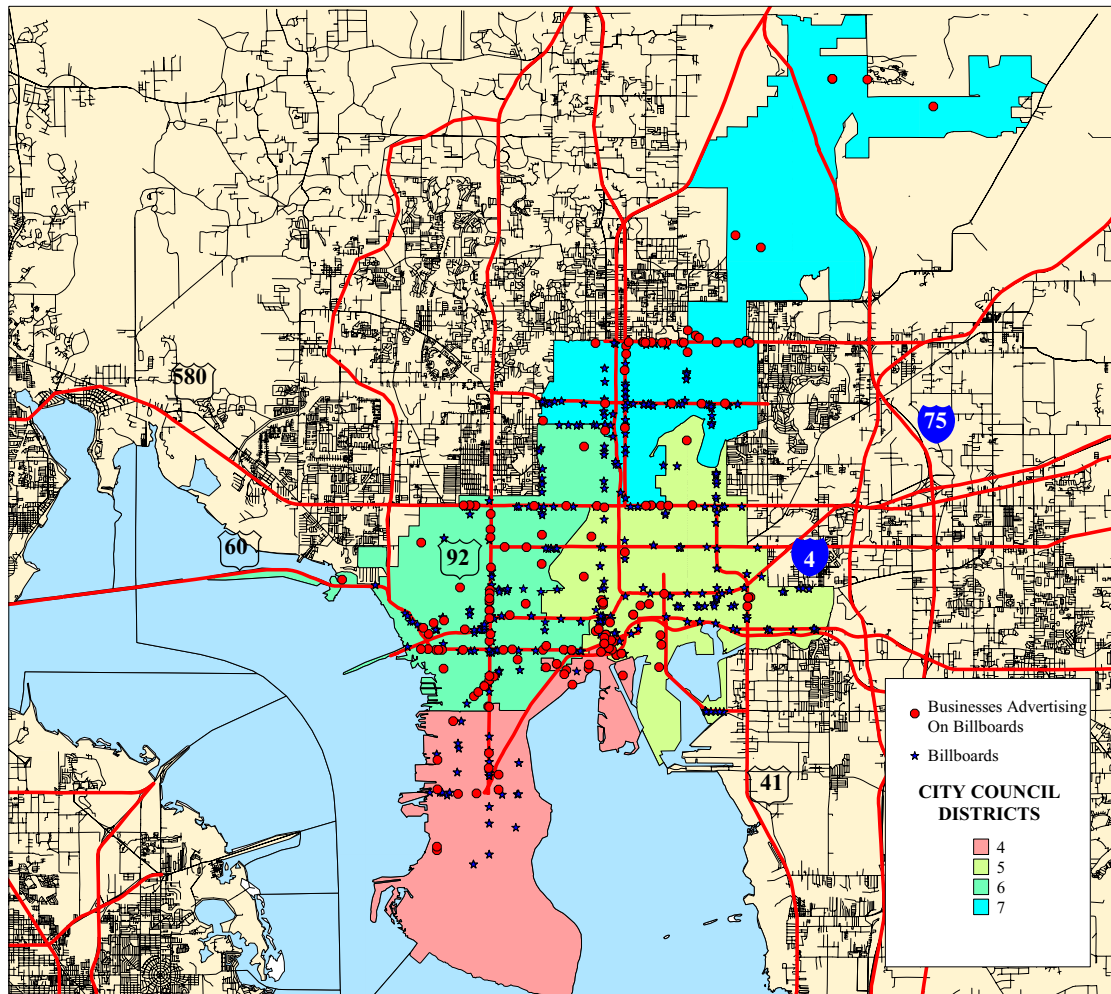 580
75
60
92
4
41
Businesses Advertising
On Billboards
Billboards
CITY COUNCIL
DISTRICTS
4
5
6
7